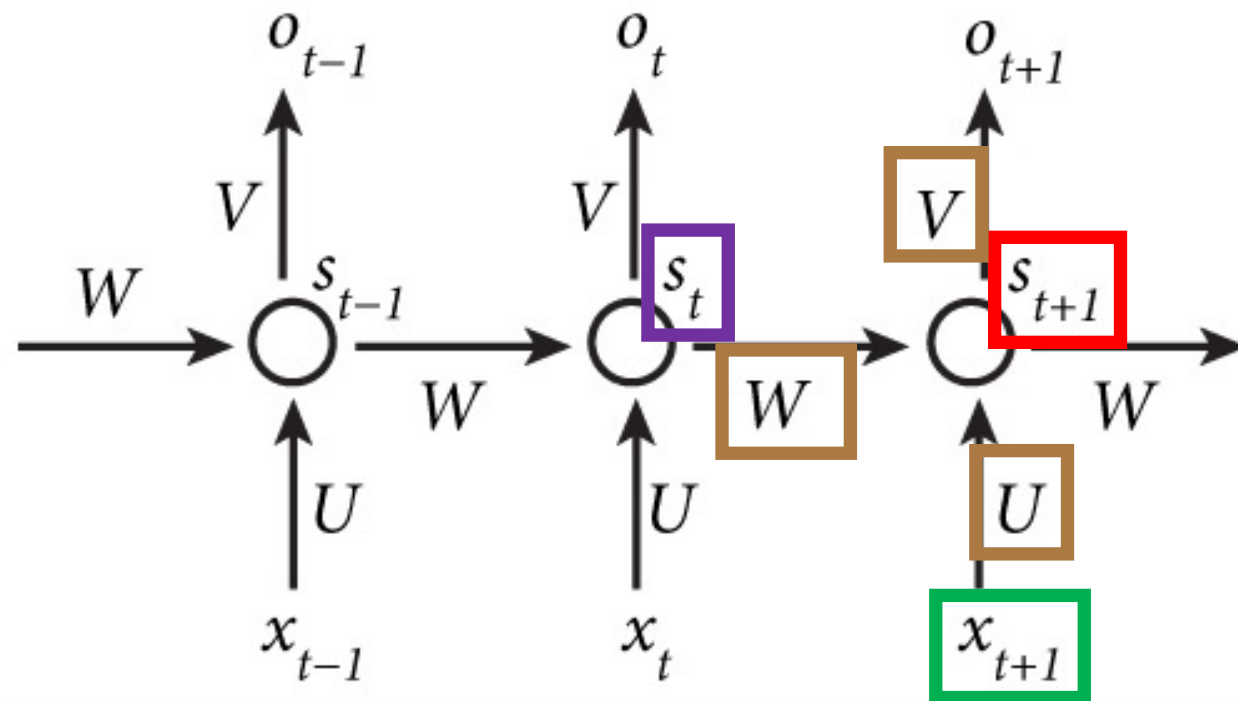 o_{t-1} o_t o_{t+1}
V V V
W s_{t-1} s_t s_{t+1}
W W W
U U U
x_{t-1} x_t x_{t+1}